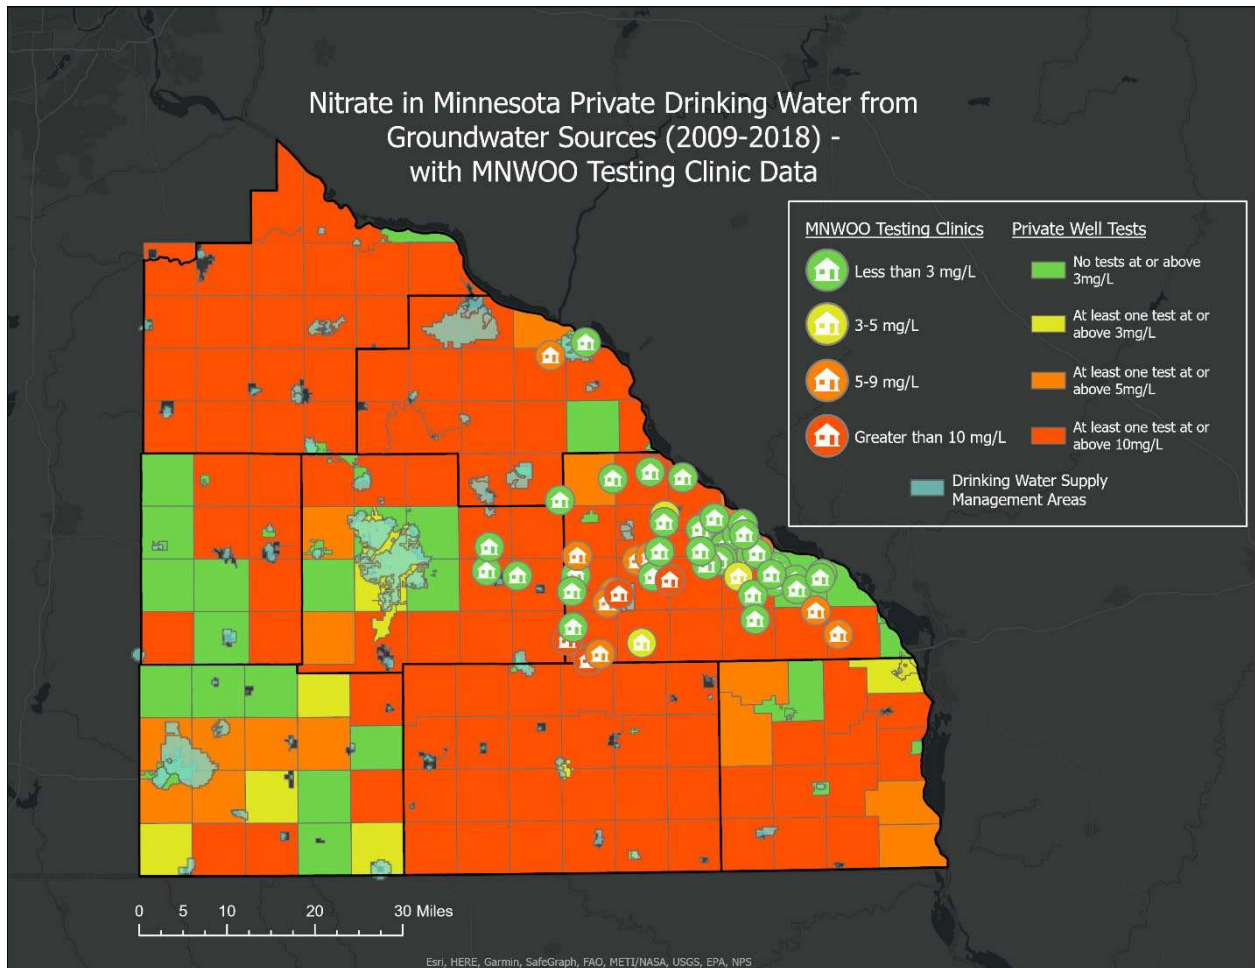 Nitrate in Minnesota Private Drinking Water from
Groundwater Sources (2009-2018) -
with MNWOO Testing Clinic Data
MNWOO Testing Clinics
Less than 3 mg/L
3-5 mg/L
5-9 mg/L
Greater than 10 mg/L
Private Well Tests
No tests at or above
3mg/L
At least one test at or
above 3mg/L
At least one test at or
above 5mg/L
At least one test at or
above 10mg/L
Drinking Water Supply
Management Areas
0 5 10 20 30 Miles
Esri, HERE, Garmin, SafeGraph, FAO, METI/NASA, USGS, EPA, NPS